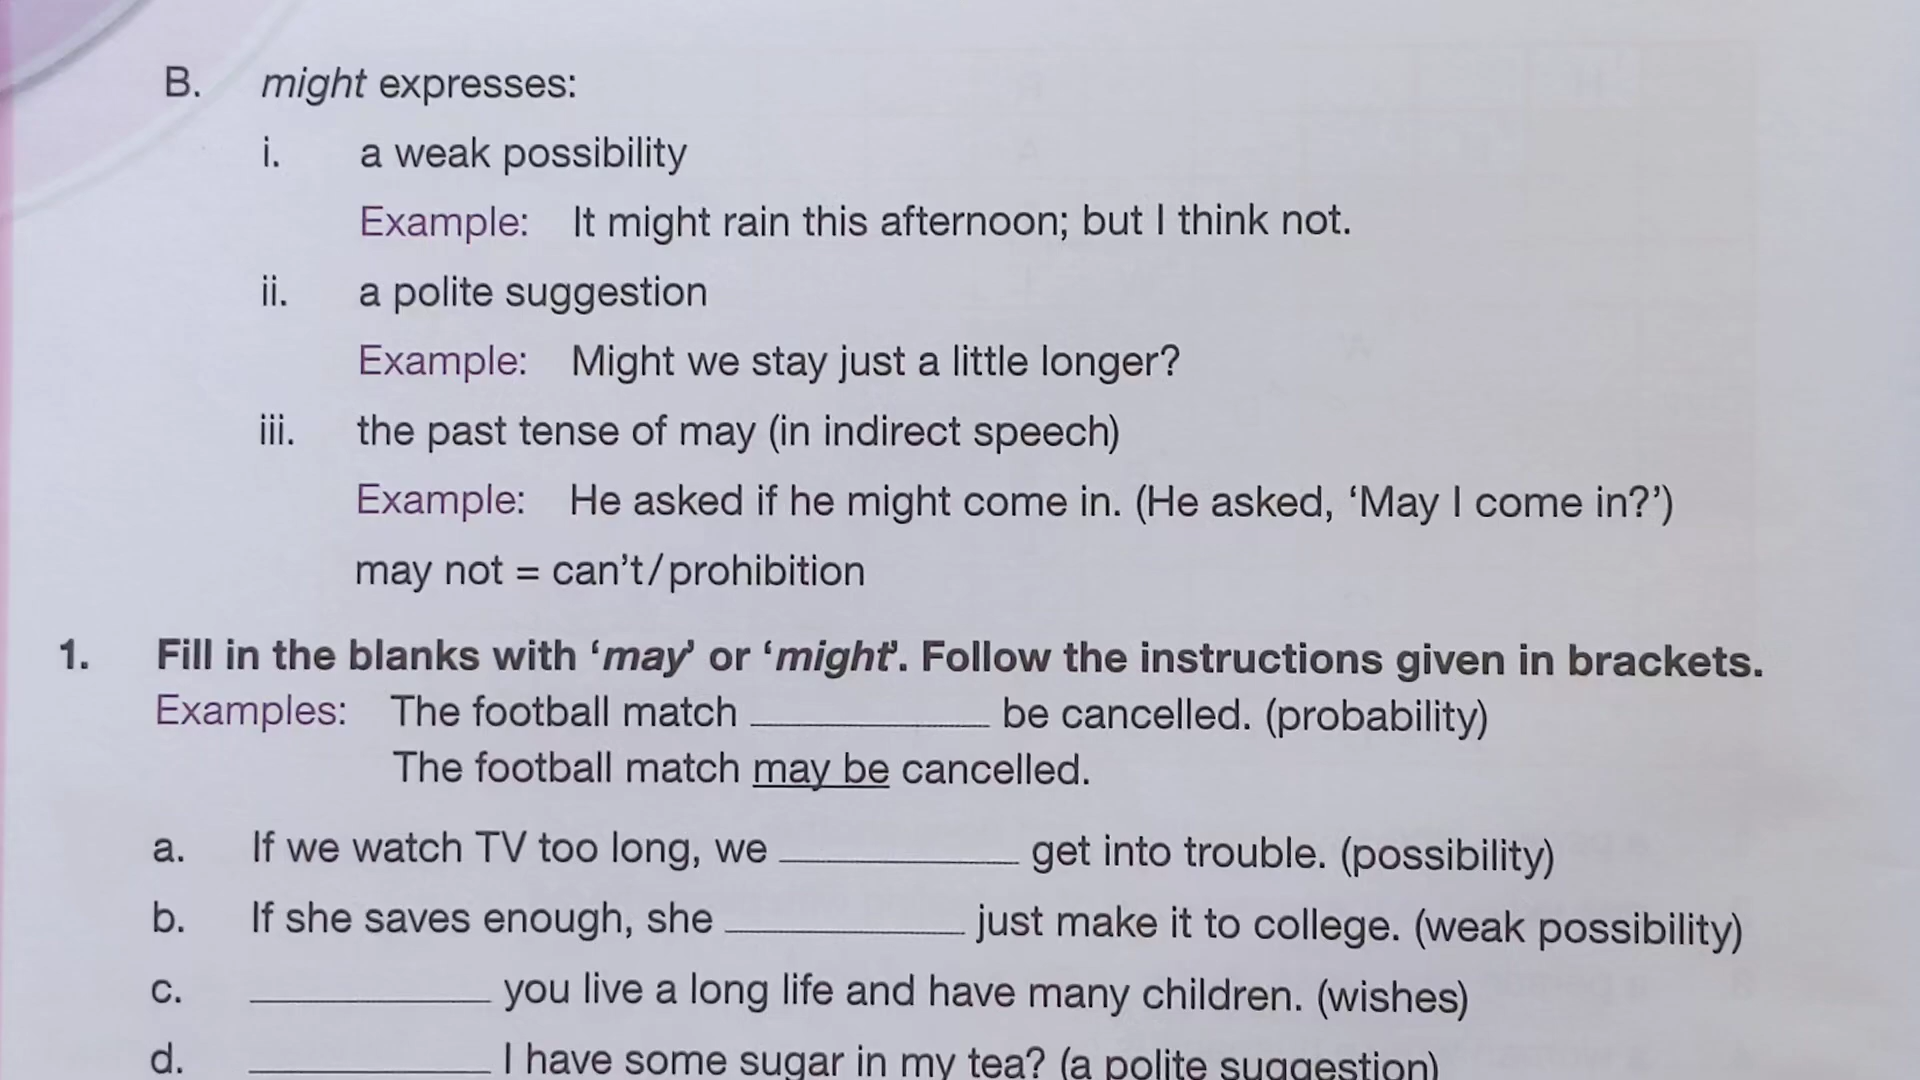 B. might expresses:
i. a weak possibility
Example: It might rain this afternoon; but I think not.
ii. a polite suggestion
Example: Might we stay just a little longer?
iii. the past tense of may (in indirect speech)
Example: He asked if he might come in. (He asked, ‘May I come in?’)
may not = can’t/prohibition
1. Fill in the blanks with ‘may’ or ‘might’. Follow the instructions given in brackets.
Examples: The football match ____________ be cancelled. (probability)
The football match may be cancelled.
a. If we watch TV too long, we ____________ get into trouble. (possibility)
b. If she saves enough, she ____________ just make it to college. (weak possibility)
c. ____________ you live a long life and have many children. (wishes)
d. ____________ I have some sugar in my tea? (a polite suggestion)